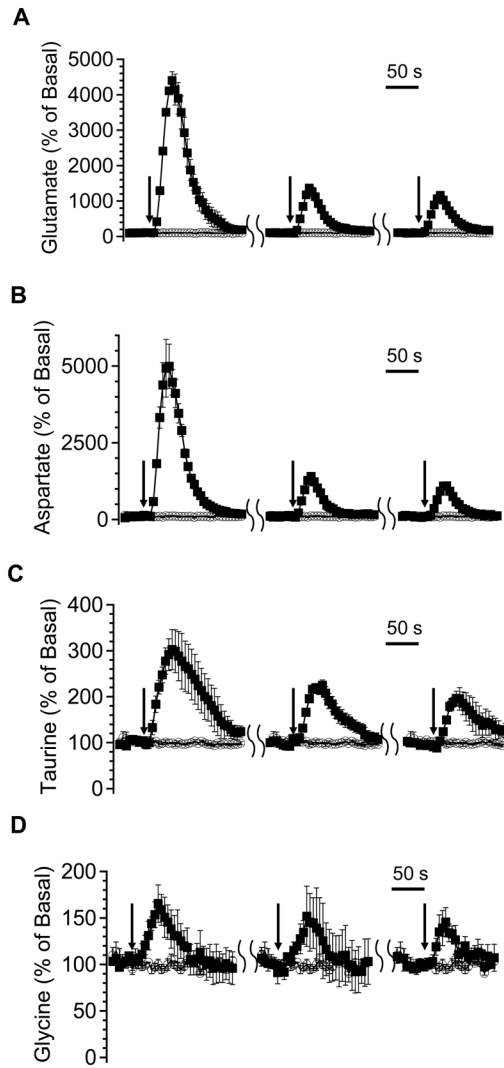 A
50 s
5000
4000
3000
2000
1000
0
Glutamate (% of Basal)
B
50 s
5000
2500
0
Aspartate (% of Basal)
C
50 s
400
300
200
100
0
Taurine (% of Basal)
D
50 s
200
150
100
50
0
Glycine (% of Basal)